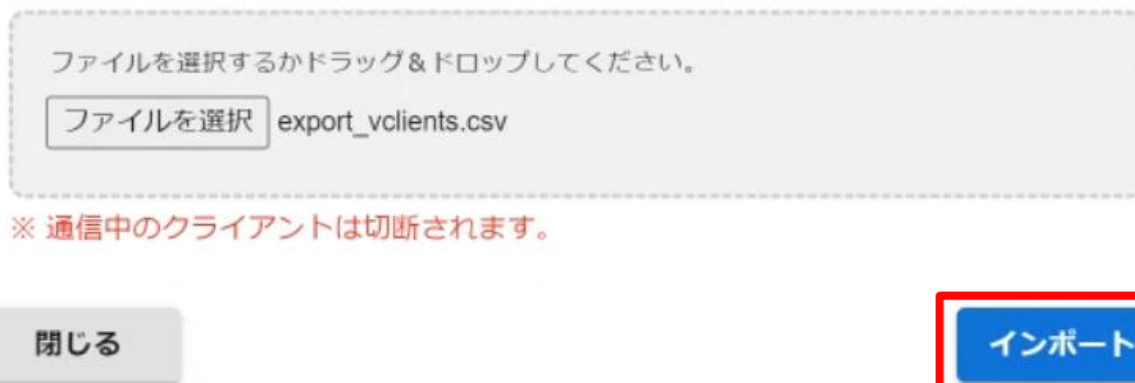 ファイルを選択するかドラッグ&ドロップしてください。
ファイルを選択 export_vclients.csv
※ 通信中のクライアントは切断されます。
閉じる インポート